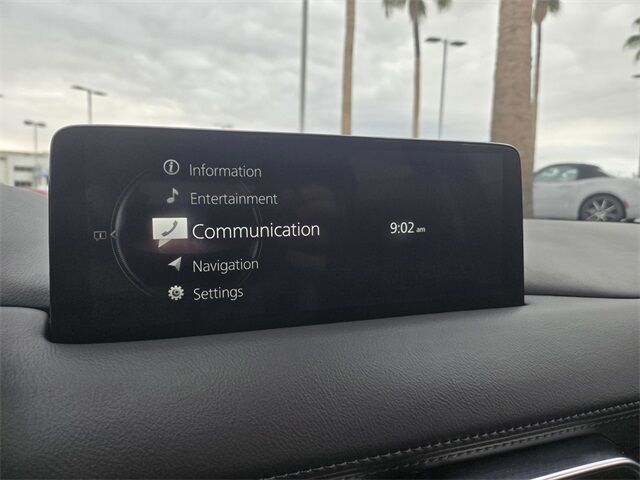 Information
Entertainment
Communication
9:02 am
Navigation
Settings